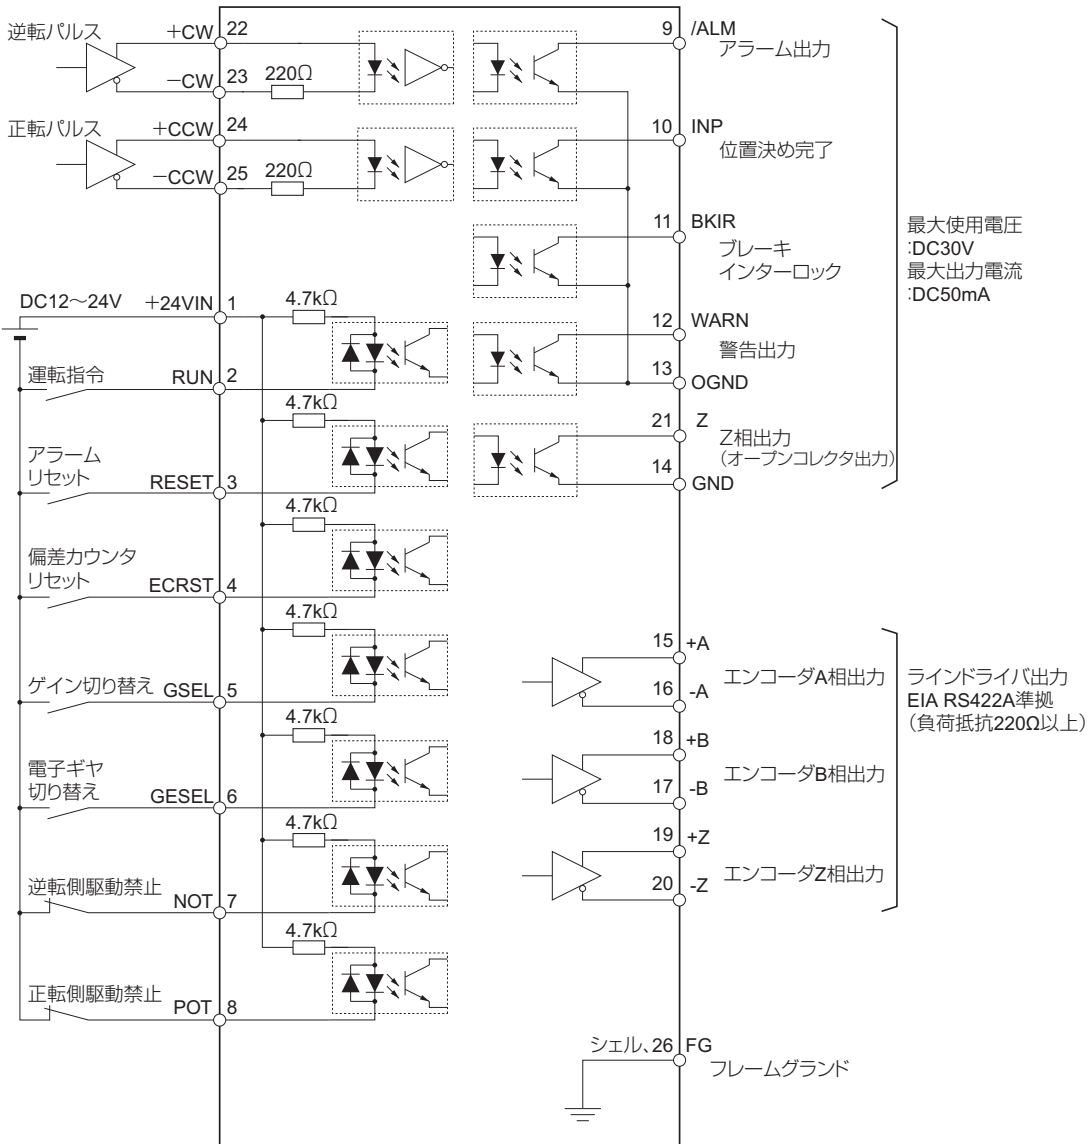 逆転パルス
+CW 22
−CW 23 220Ω
正転パルス
+CCW 24
−CCW 25 220Ω
DC12～24V +24VIN 1 4.7kΩ
運転指令 RUN 2
4.7kΩ
アラーム
リセット
RESET 3
4.7kΩ
偏差カウンタ
リセット
ECRST 4
4.7kΩ
ゲイン切り替え GSEL 5
4.7kΩ
電子ギヤ
切り替え
GESEL 6
4.7kΩ
逆転側駆動禁止
NOT 7
4.7kΩ
正転側駆動禁止
POT 8
9 /ALM
アラーム出力
10 INP
位置決め完了
11 BKIR
ブレーキ
インターロック
12 WARN
警告出力
13 OGND
21 Z
Z相出力
(オープンコレクタ出力)
14 GND
最大使用電圧
:DC30V
最大出力電流
:DC50mA
15 +A
エンコーダA相出力
16 -A
18 +B
エンコーダB相出力
17 -B
19 +Z
エンコーダZ相出力
20 -Z
ラインドライバ出力
EIA RS422A準拠
（負荷抵抗220Ω以上）
シェル、26 FG
フレームグランド